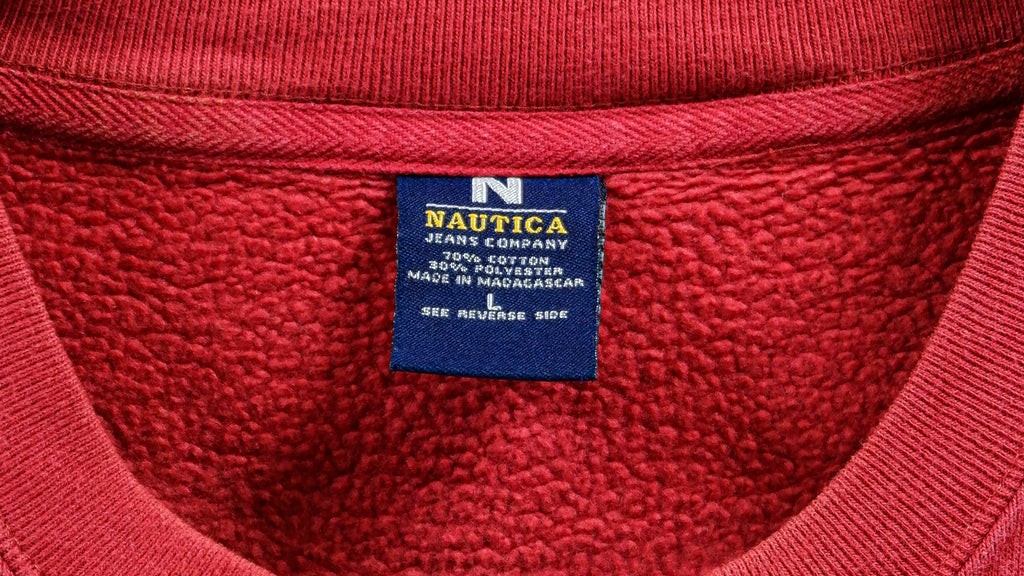 N
NAUTICA
JEANS COMPANY
70% COTTON
30% POLYESTER
MADE IN MADAGASCAR
L
SEE REVERSE SIDE